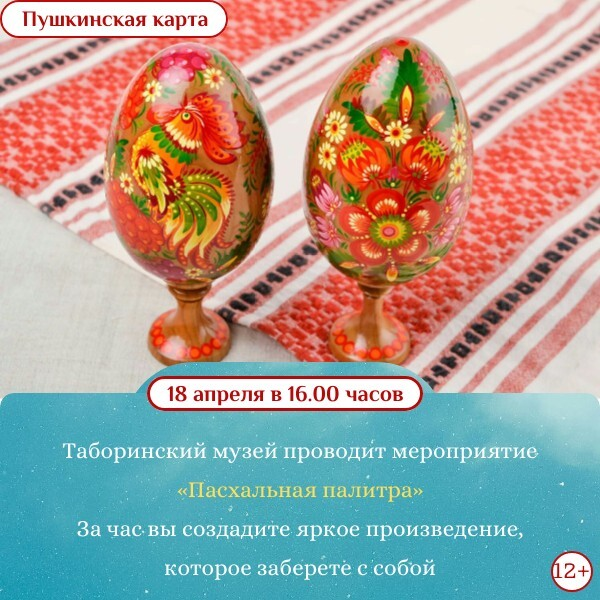 Пушкинская карта
18 апреля в 16.00 часов
Таборинский музей проводит мероприятие
«Пасхальная палитра»
За час вы создадите яркое произведение,
которое заберете с собой
12+